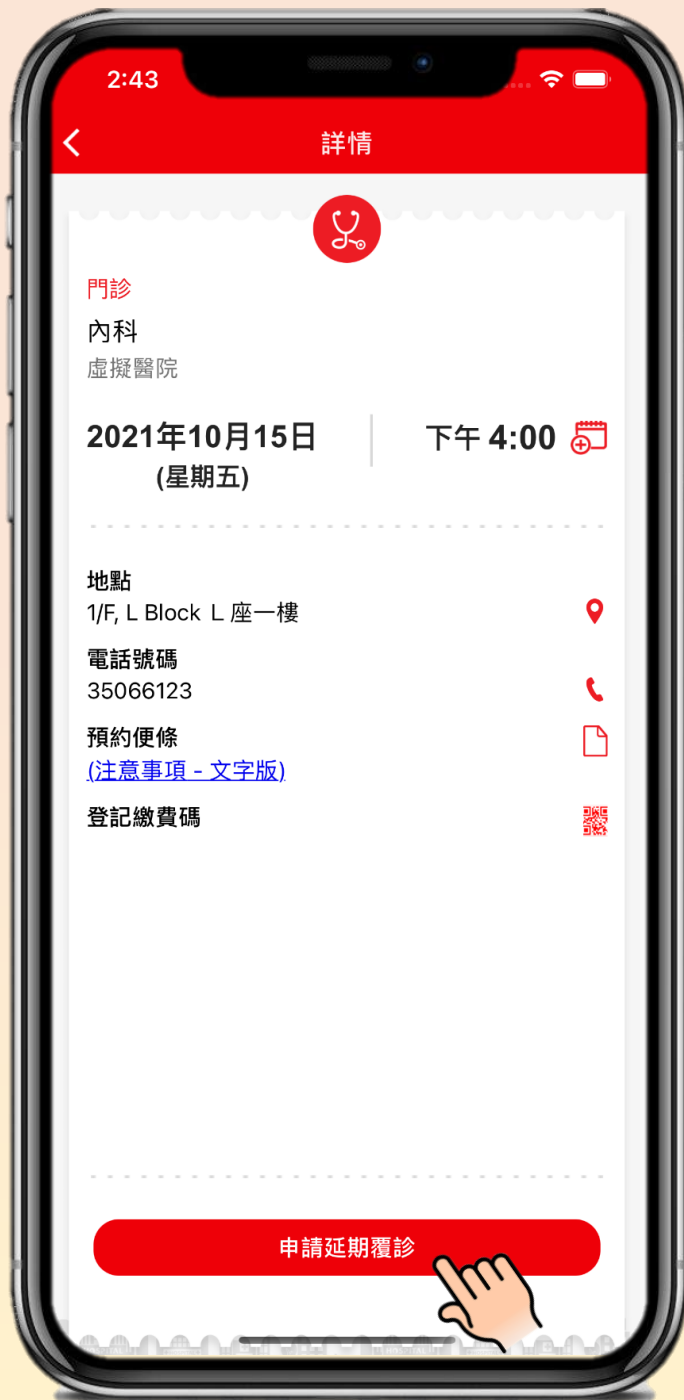 2:43
詳情
門診
內科
虛擬醫院
2021年10月15日
(星期五)
下午 4:00
地點
1/F, L Block L 座一樓
電話號碼
35066123
預約便條
(注意事項 - 文字版)
登記繳費碼
申請延期覆診